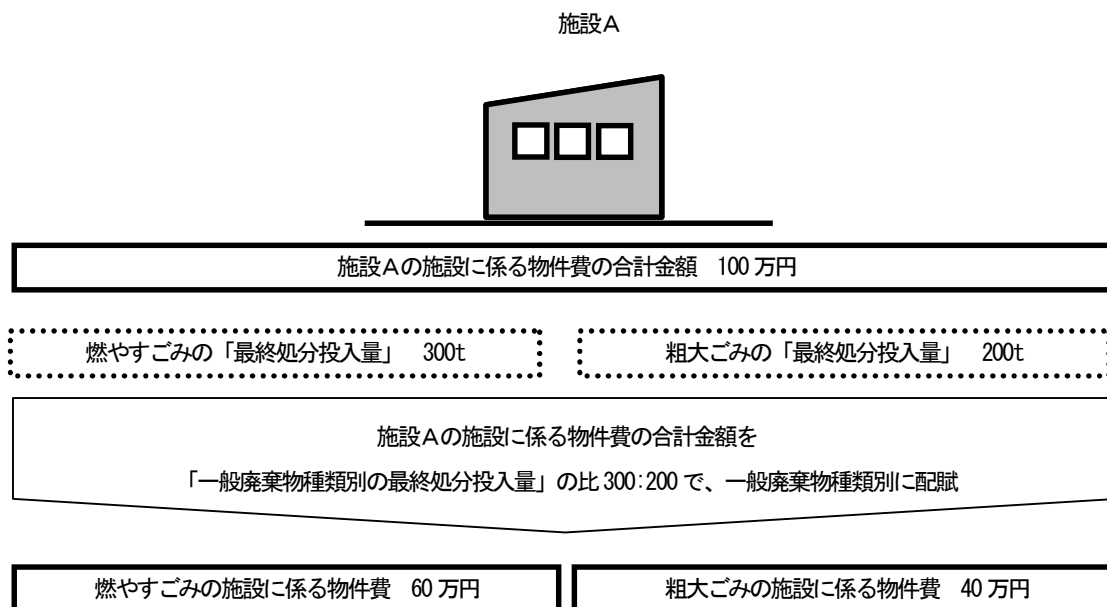 施設A
施設Aの施設に係る物件費の合計金額　100万円
燃やすごみの「最終処分投入量」　300t
粗大ごみの「最終処分投入量」　200t
施設Aの施設に係る物件費の合計金額を
「一般廃棄物種類別の最終処分投入量」の比300:200で、一般廃棄物種類別に配賦
燃やすごみの施設に係る物件費　60万円
粗大ごみの施設に係る物件費　40万円